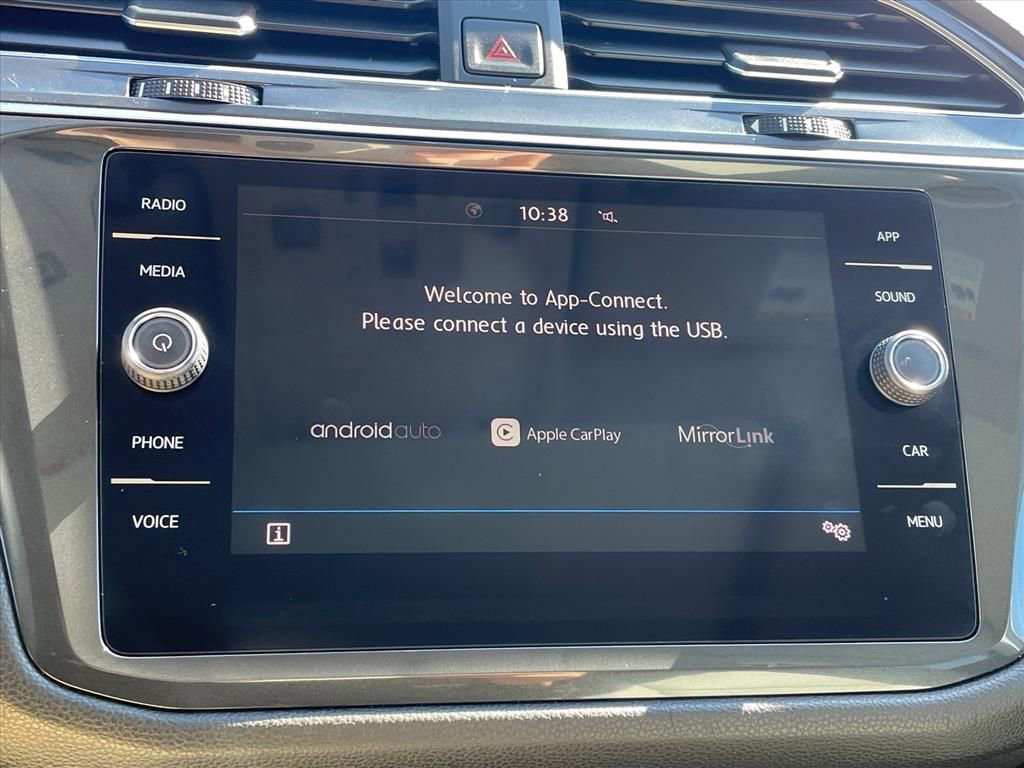 RADIO
MEDIA
PHONE
VOICE
10:38
Welcome to App-Connect.
Please connect a device using the USB.
androidauto
Apple CarPlay
MirrorLink
i
APP
SOUND
CAR
MENU